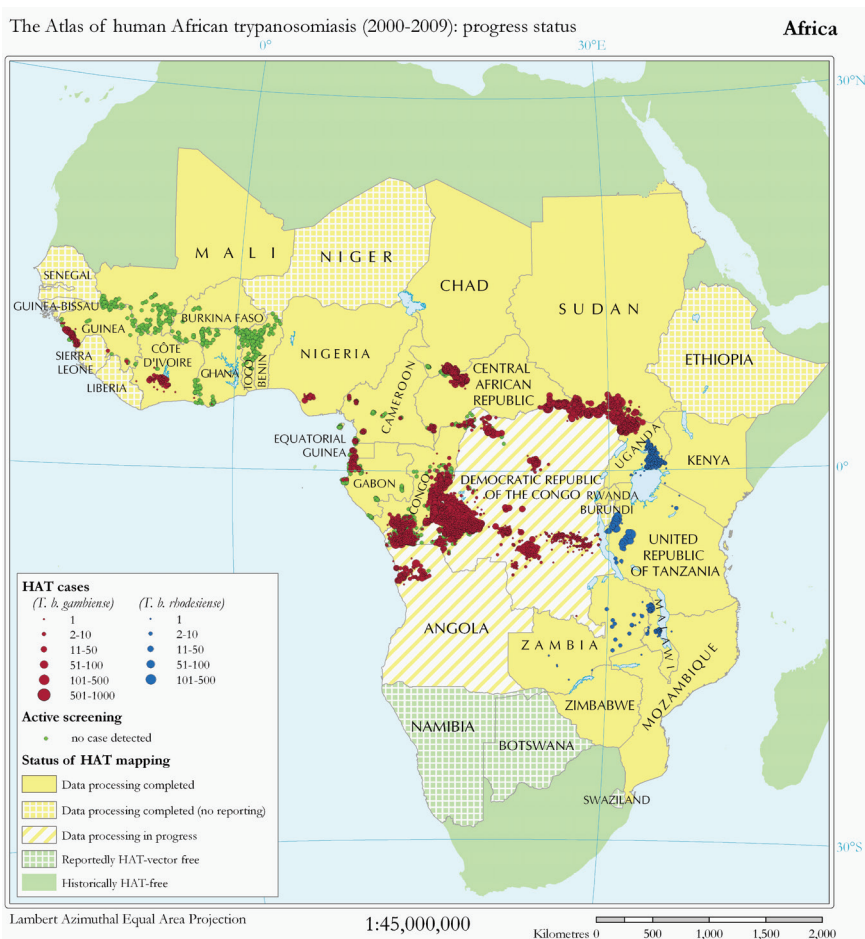 The Atlas of human African trypanosomiasis (2000-2009): progress status
Africa
0°
30°E
30°N
MALI
NIGER
CHAD
SUDAN
SENEGAL
GUINEA-BISSAU
GUINEA
BURKINA FASO
SIERRA
LEONE
CÔTE
D'IVOIRE
LIBERIA
GHANA
TOGO
BENIN
NIGERIA
CAMEROON
CENTRAL
AFRICAN
REPUBLIC
ETHIOPIA
EQUATORIAL
GUINEA
GABON
CONGO
DEMOCRATIC REPUBLIC
OF THE CONGO
UGANDA
KENYA
0°
RWANDA
BURUNDI
UNITED
REPUBLIC
OF TANZANIA
ANGOLA
ZAMBIA
MALAWI
MOZAMBIQUE
ZIMBABWE
NAMIBIA
BOTSWANA
SWAZILAND
30°S
HAT cases
(T. b. gambiense) (T. b. rhodesiense)
1 1
2-10 2-10
11-50 11-50
51-100 51-100
101-500 101-500
501-1000
Active screening
no case detected
Status of HAT mapping
Data processing completed
Data processing completed (no reporting)
Data processing in progress
Reportedly HAT-vector free
Historically HAT-free
Lambert Azimuthal Equal Area Projection
1:45,000,000
Kilometres 0 500 1,000 1,500 2,000